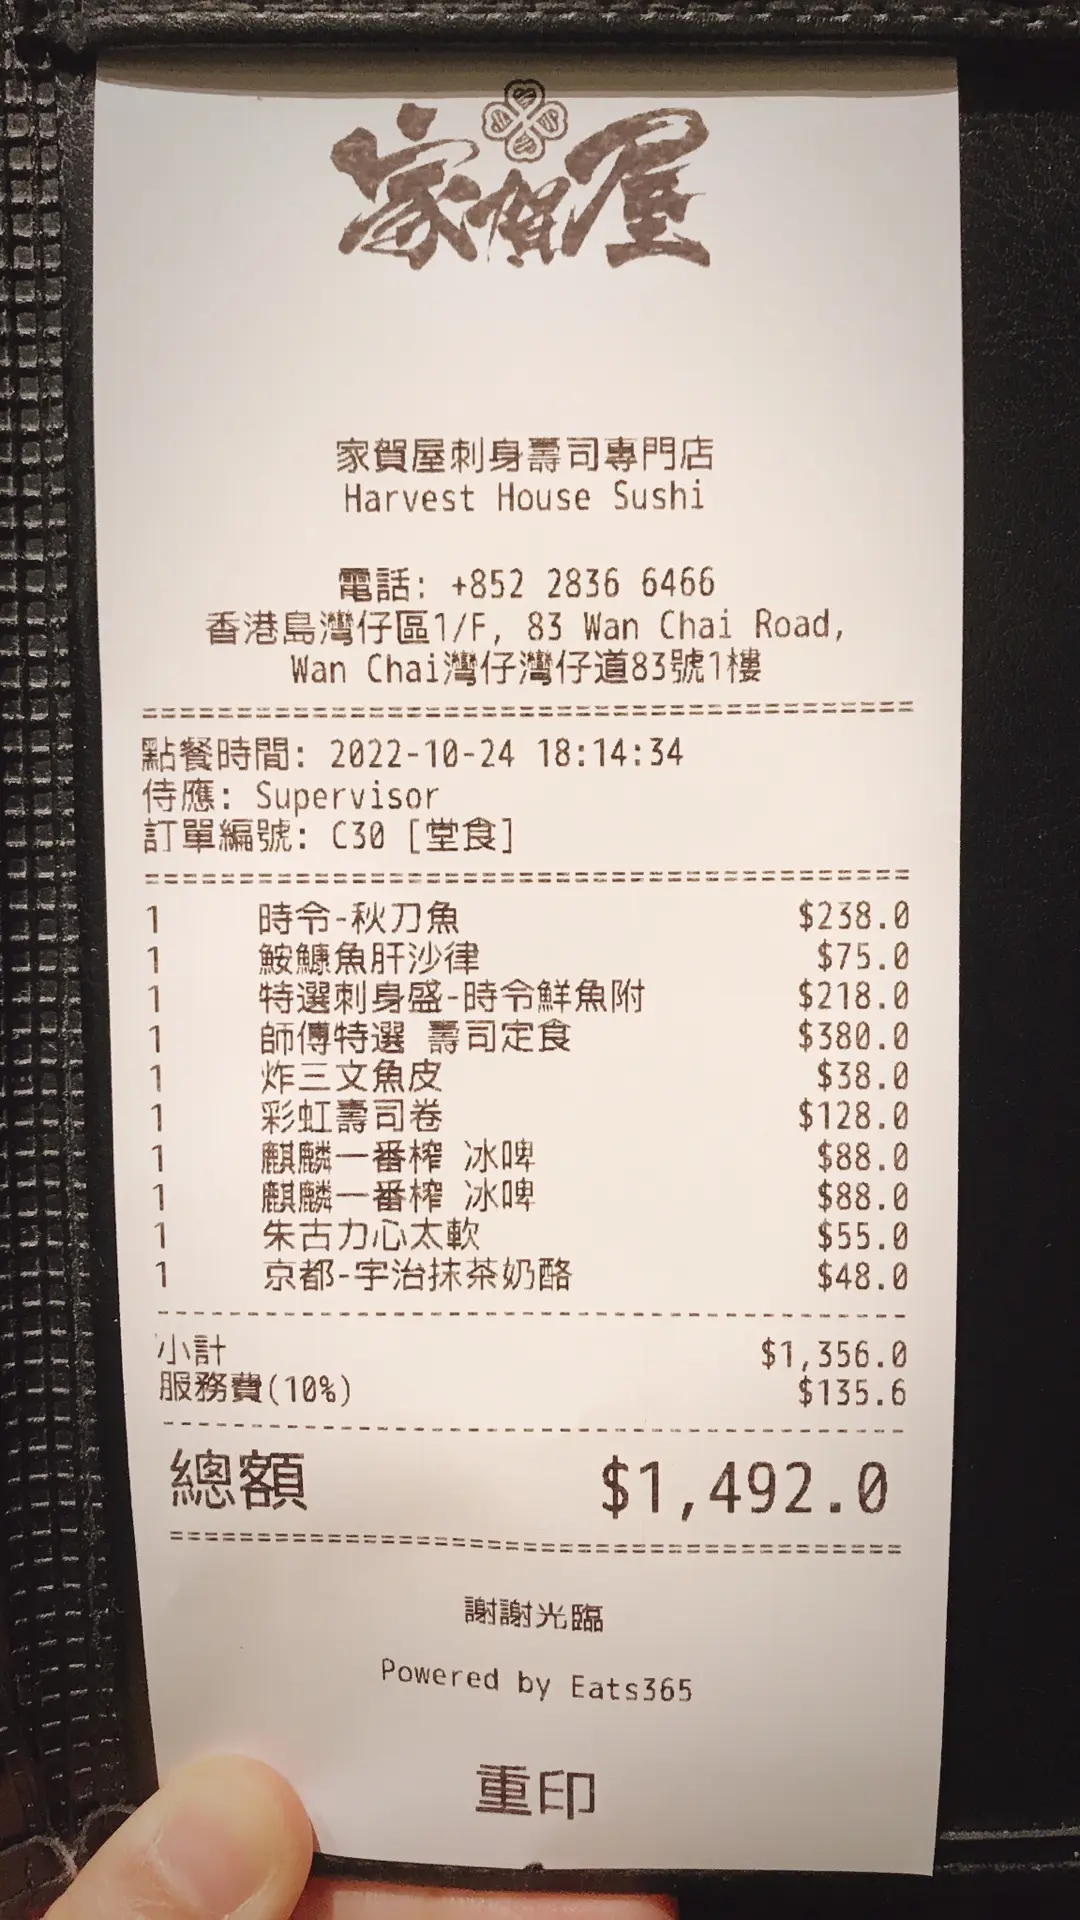 家賀屋
家賀屋刺身壽司專門店
Harvest House Sushi
電話: +852 2836 6466
香港島灣仔區1/F, 83 Wan Chai Road,
Wan Chai灣仔灣仔道83號1樓
點餐時間: 2022-10-24 18:14:34
侍應: Supervisor
訂單編號: C30 [堂食]
1 時令-秋刀魚 $238.0
1 鮟鱇魚肝沙律 $75.0
1 特選刺身盛-時令鮮魚附 $218.0
1 師傅特選 壽司定食 $380.0
1 炸三文魚皮 $38.0
1 彩虹壽司卷 $128.0
1 麒麟一番榨 冰啤 $88.0
1 麒麟一番榨 冰啤 $88.0
1 朱古力心太軟 $55.0
1 京都-宇治抹茶奶酪 $48.0
小計 $1,356.0
服務費(10%) $135.6
總額 $1,492.0
謝謝光臨
Powered by Eats365
重印